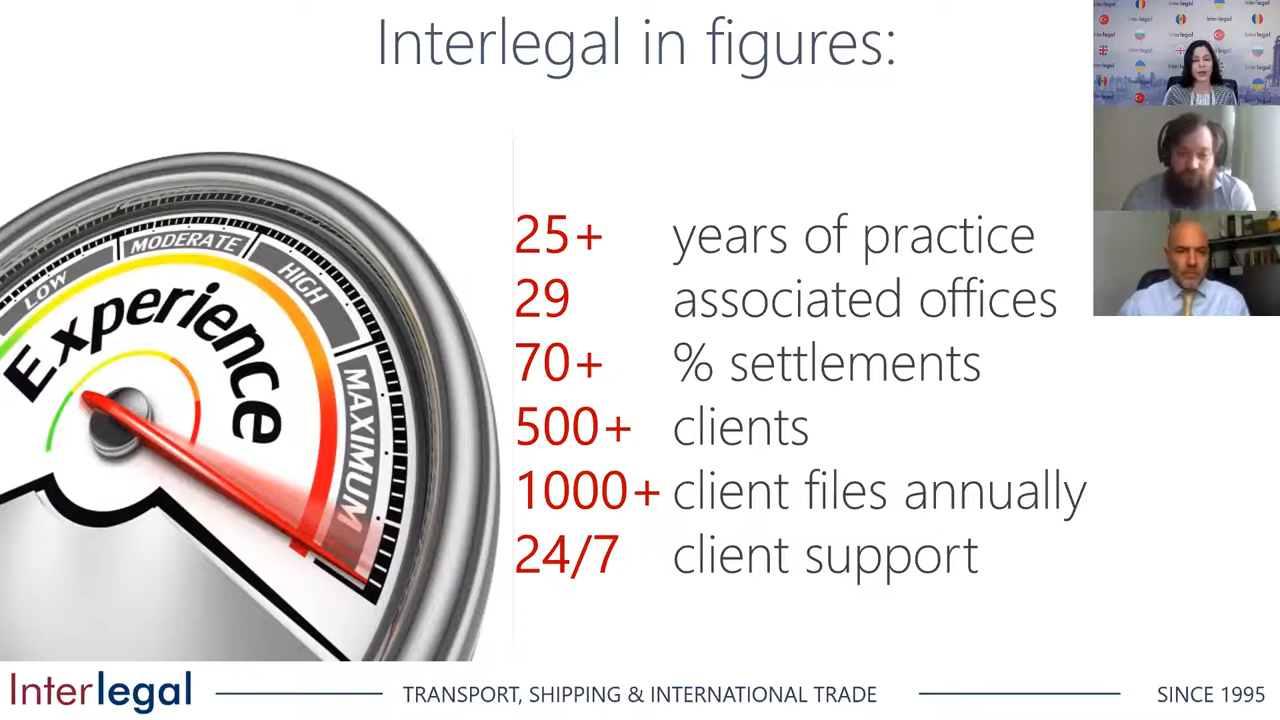 Interlegal in figures:
25+ years of practice
29 associated offices
70+ % settlements
500+ clients
1000+ client files annually
24/7 client support
LOW
MODERATE
HIGH
MAXIMUM
Experience
Interlegal
TRANSPORT, SHIPPING & INTERNATIONAL TRADE
SINCE 1995